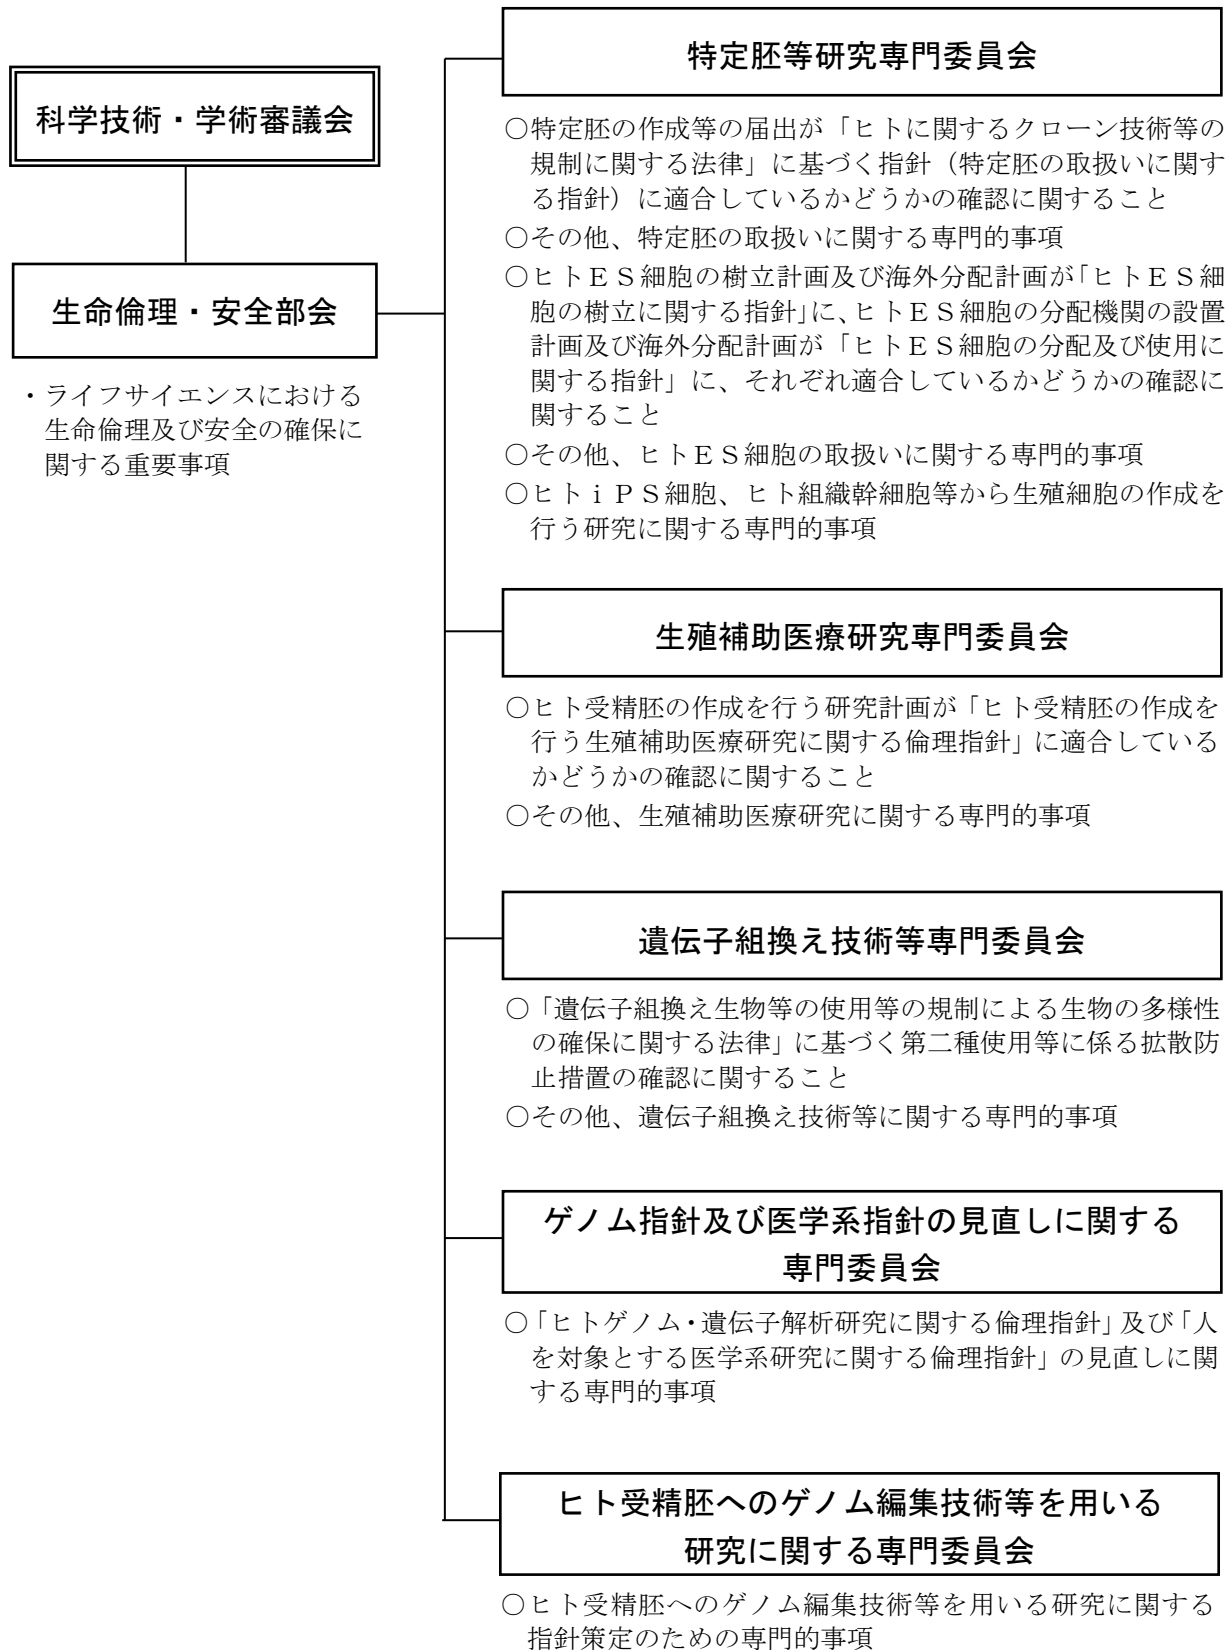 科学技術・学術審議会
生命倫理・安全部会
・ライフサイエンスにおける
生命倫理及び安全の確保に
関する重要事項
特定胚等研究専門委員会
○特定胚の作成等の届出が「ヒトに関するクローン技術等の
規制に関する法律」に基づく指針（特定胚の取扱いに関す
る指針）に適合しているかどうかの確認に関すること
○その他、特定胚の取扱いに関する専門的事項
○ヒトＥＳ細胞の樹立計画及び海外分配計画が「ヒトＥＳ細
胞の樹立に関する指針」に、ヒトＥＳ細胞の分配機関の設置
計画及び海外分配計画が「ヒトＥＳ細胞の分配及び使用に
関する指針」に、それぞれ適合しているかどうかの確認に
関すること
○その他、ヒトＥＳ細胞の取扱いに関する専門的事項
○ヒトｉＰＳ細胞、ヒト組織幹細胞等から生殖細胞の作成を
行う研究に関する専門的事項
生殖補助医療研究専門委員会
○ヒト受精胚の作成を行う研究計画が「ヒト受精胚の作成を
行う生殖補助医療研究に関する倫理指針」に適合している
かどうかの確認に関すること
○その他、生殖補助医療研究に関する専門的事項
遺伝子組換え技術等専門委員会
○「遺伝子組換え生物等の使用等の規制による生物の多様性
の確保に関する法律」に基づく第二種使用等に係る拡散防
止措置の確認に関すること
○その他、遺伝子組換え技術等に関する専門的事項
ゲノム指針及び医学系指針の見直しに関する
専門委員会
○「ヒトゲノム・遺伝子解析研究に関する倫理指針」及び「人
を対象とする医学系研究に関する倫理指針」の見直しに関
する専門的事項
ヒト受精胚へのゲノム編集技術等を用いる
研究に関する専門委員会
○ヒト受精胚へのゲノム編集技術等を用いる研究に関する
指針策定のための専門的事項